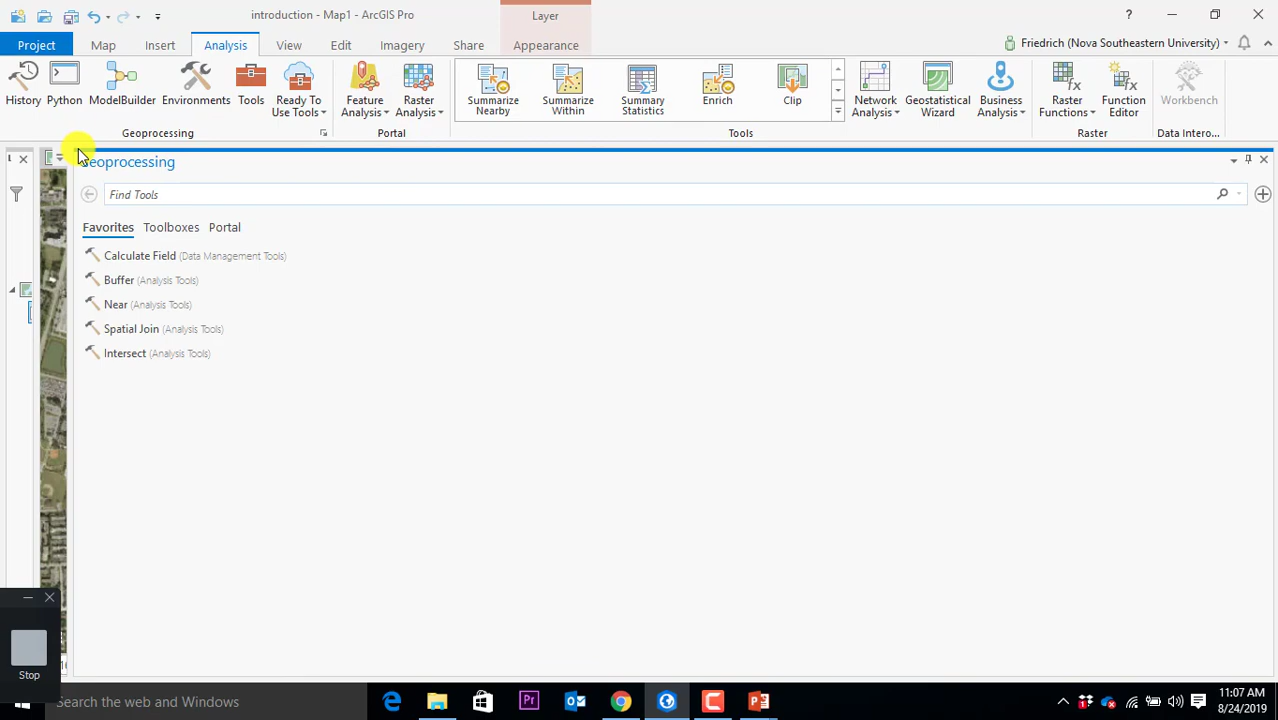 introduction - Map1 - ArcGIS Pro
Layer
Project Map Insert Analysis View Edit Imagery Share Appearance
Friedrich (Nova Southeastern University)
History Python ModelBuilder Environments Tools Ready To Use Tools
Feature Analysis Raster Analysis
Summarize Nearby Summarize Within Summary Statistics Enrich Clip
Network Analysis Geostatistical Wizard Business Analysis
Raster Functions Function Editor Workbench
Geoprocessing Portal Tools Raster Data Intero...
eoprocessing
Find Tools
Favorites Toolboxes Portal
Calculate Field (Data Management Tools)
Buffer (Analysis Tools)
Near (Analysis Tools)
Spatial Join (Analysis Tools)
Intersect (Analysis Tools)
Stop
Search the web and Windows
11:07 AM
8/24/2019